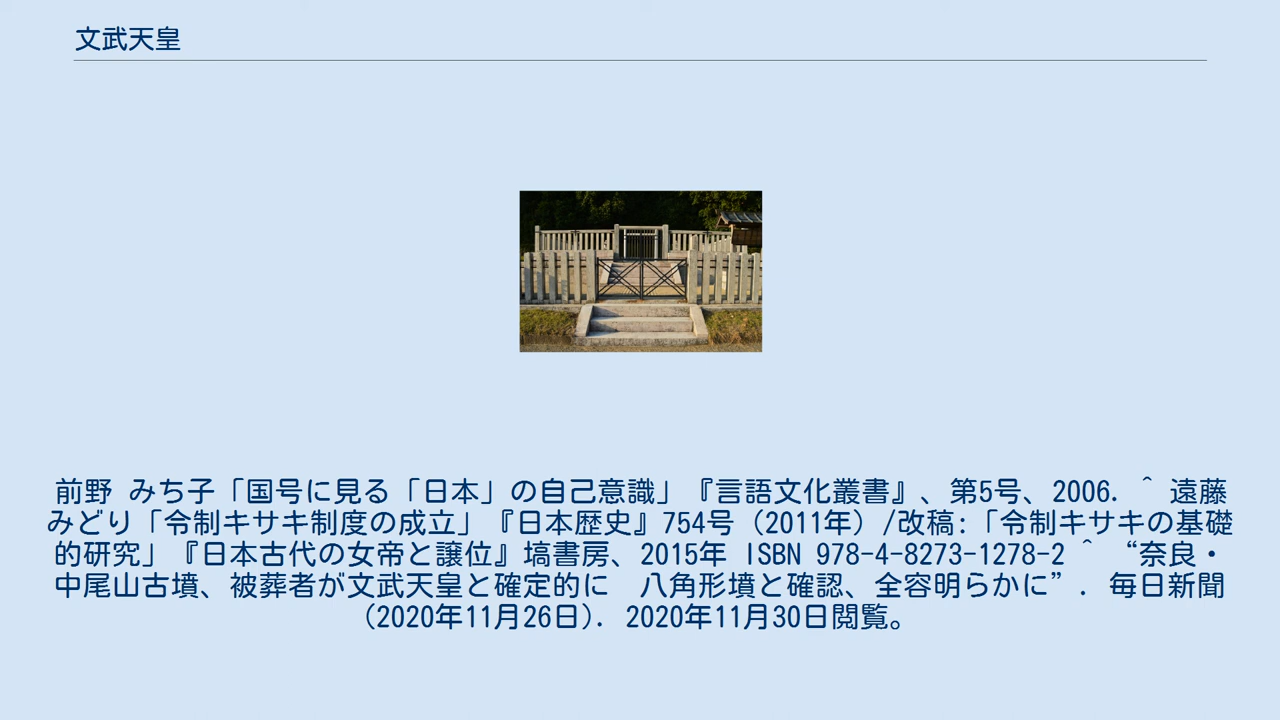 文武天皇
前野 みち子「国号に見る「日本」の自己意識」『言語文化叢書』、第5号、2006. ^ 遠藤
みどり「令制キサキ制度の成立」『日本歴史』754号（2011年）/改稿:「令制キサキの基礎
的研究」『日本古代の女帝と譲位』塙書房、2015年 ISBN 978-4-8273-1278-2 ^ “奈良・
中尾山古墳、被葬者が文武天皇と確定的に　八角形墳と確認、全容明らかに”. 毎日新聞
（2020年11月26日）. 2020年11月30日閲覧。